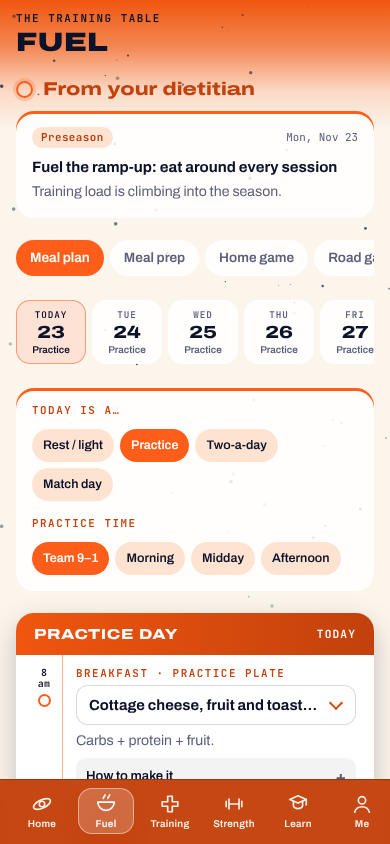 THE TRAINING TABLE
FUEL
From your dietitian
Preseason
Mon, Nov 23
Fuel the ramp-up: eat around every session
Training load is climbing into the season.
Meal plan
Meal prep
Home game
Road ga
TODAY
23
Practice
TUE
24
Practice
WED
25
Practice
THU
26
Practice
FRI
27
Practice
TODAY IS A…
Rest / light
Practice
Two-a-day
Match day
PRACTICE TIME
Team 9–1
Morning
Midday
Afternoon
PRACTICE DAY
TODAY
8
am
BREAKFAST · PRACTICE PLATE
Cottage cheese, fruit and toast…
Carbs + protein + fruit.
How to make it
+
Home
Fuel
Training
Strength
Learn
Me